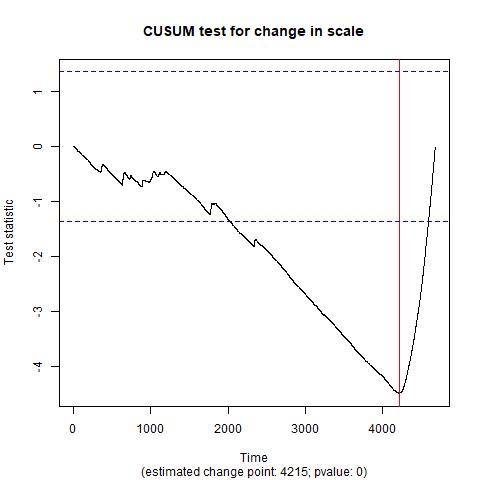 CUSUM test for change in scale
Test statistic
1
0
-1
-2
-3
-4
0 1000 2000 3000 4000
Time
(estimated change point: 4215; pvalue: 0)